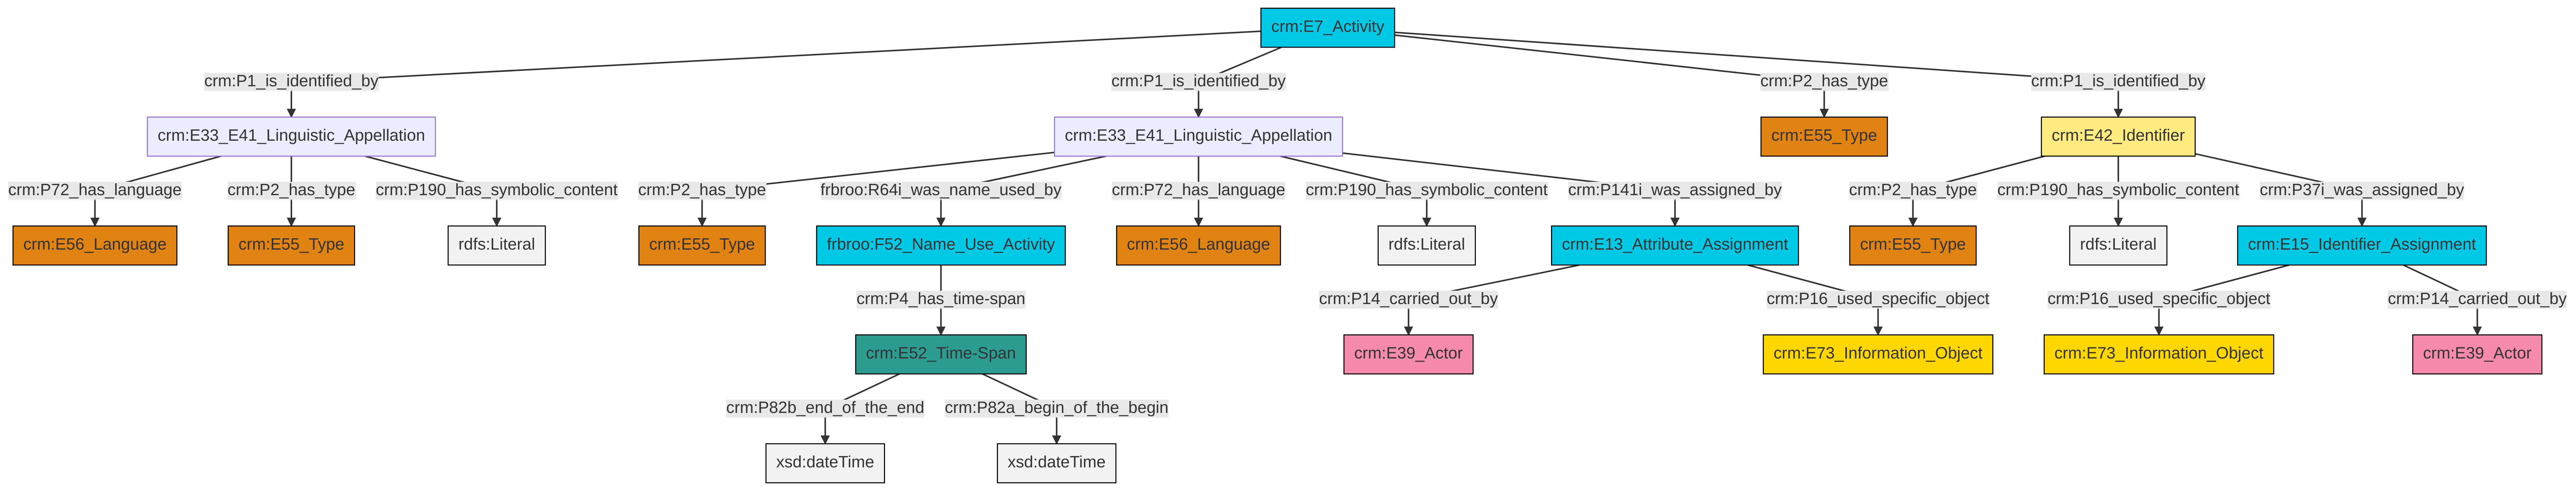 crm:E7_Activity
crm:P1_is_identified_by
crm:P1_is_identified_by
crm:P2_has_type
crm:P1_is_identified_by
crm:E33_E41_Linguistic_Appellation
crm:E33_E41_Linguistic_Appellation
crm:E55_Type
crm:E42_Identifier
crm:P72_has_language
crm:P2_has_type
crm:P190_has_symbolic_content
crm:P2_has_type
frbroo:R64i_was_name_used_by
crm:P72_has_language
crm:P190_has_symbolic_content
crm:P141i_was_assigned_by
crm:P2_has_type
crm:P190_has_symbolic_content
crm:P37i_was_assigned_by
crm:E56_Language
crm:E55_Type
rdfs:Literal
crm:E55_Type
frbroo:F52_Name_Use_Activity
crm:E56_Language
rdfs:Literal
crm:E13_Attribute_Assignment
crm:E55_Type
rdfs:Literal
crm:E15_Identifier_Assignment
crm:P4_has_time-span
crm:P14_carried_out_by
crm:P16_used_specific_object
crm:P16_used_specific_object
crm:P14_carried_out_by
crm:E52_Time-Span
crm:E39_Actor
crm:E73_Information_Object
crm:E73_Information_Object
crm:E39_Actor
crm:P82b_end_of_the_end
crm:P82a_begin_of_the_begin
xsd:dateTime
xsd:dateTime